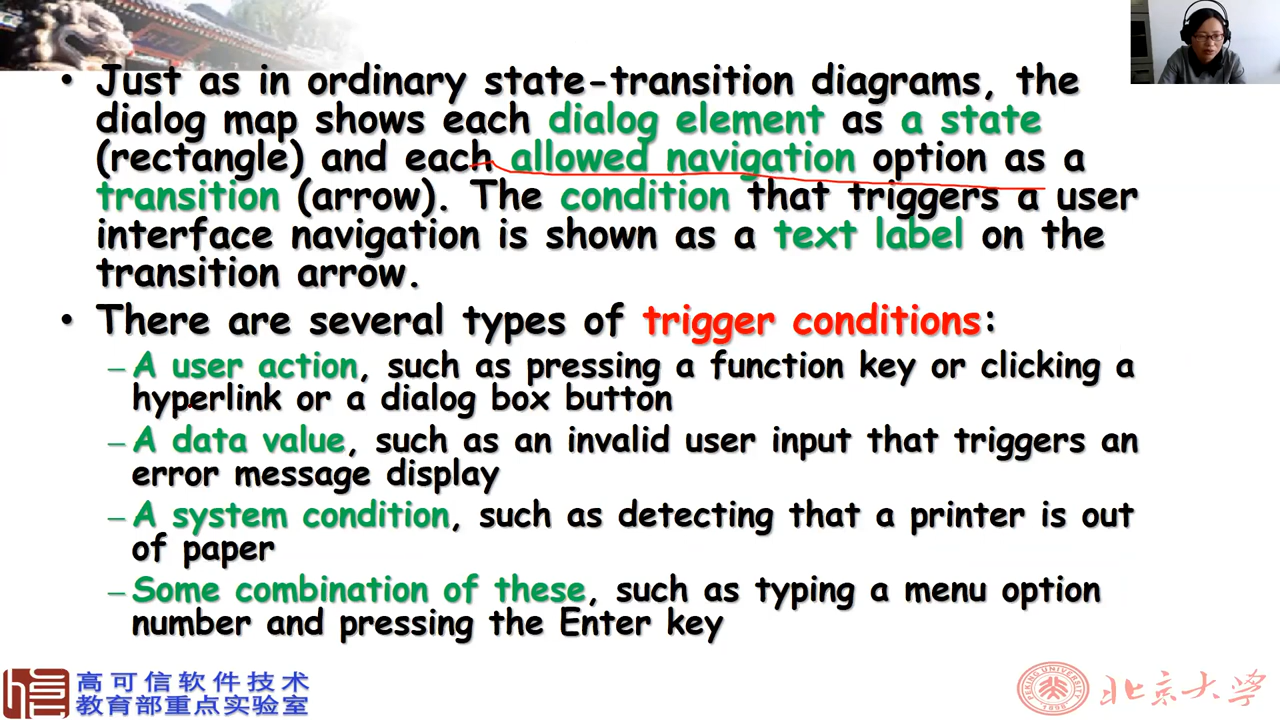 • Just as in ordinary state-transition diagrams, the
dialog map shows each dialog element as a state
(rectangle) and each allowed navigation option as a
transition (arrow). The condition that triggers a user
interface navigation is shown as a text label on the
transition arrow.
• There are several types of trigger conditions:
– A user action, such as pressing a function key or clicking a
hyperlink or a dialog box button
– A data value, such as an invalid user input that triggers an
error message display
– A system condition, such as detecting that a printer is out
of paper
– Some combination of these, such as typing a menu option
number and pressing the Enter key
高可信软件技术
教育部重点实验室
PEKING UNIVERSITY
1898
北京大学